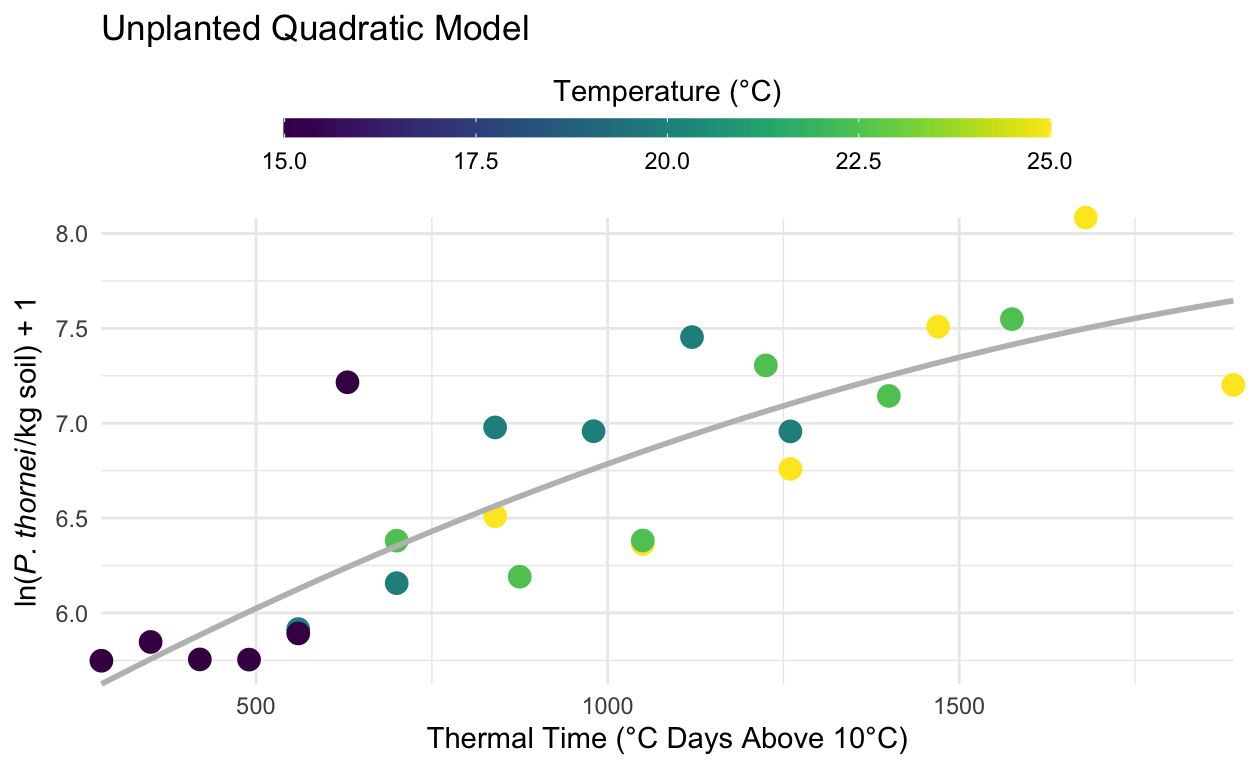 Unplanted Quadratic Model
Temperature (°C)
15.0 17.5 20.0 22.5 25.0
8.0
7.5
7.0
6.5
6.0
ln(P. thornei/kg soil) + 1
500 1000 1500
Thermal Time (°C Days Above 10°C)